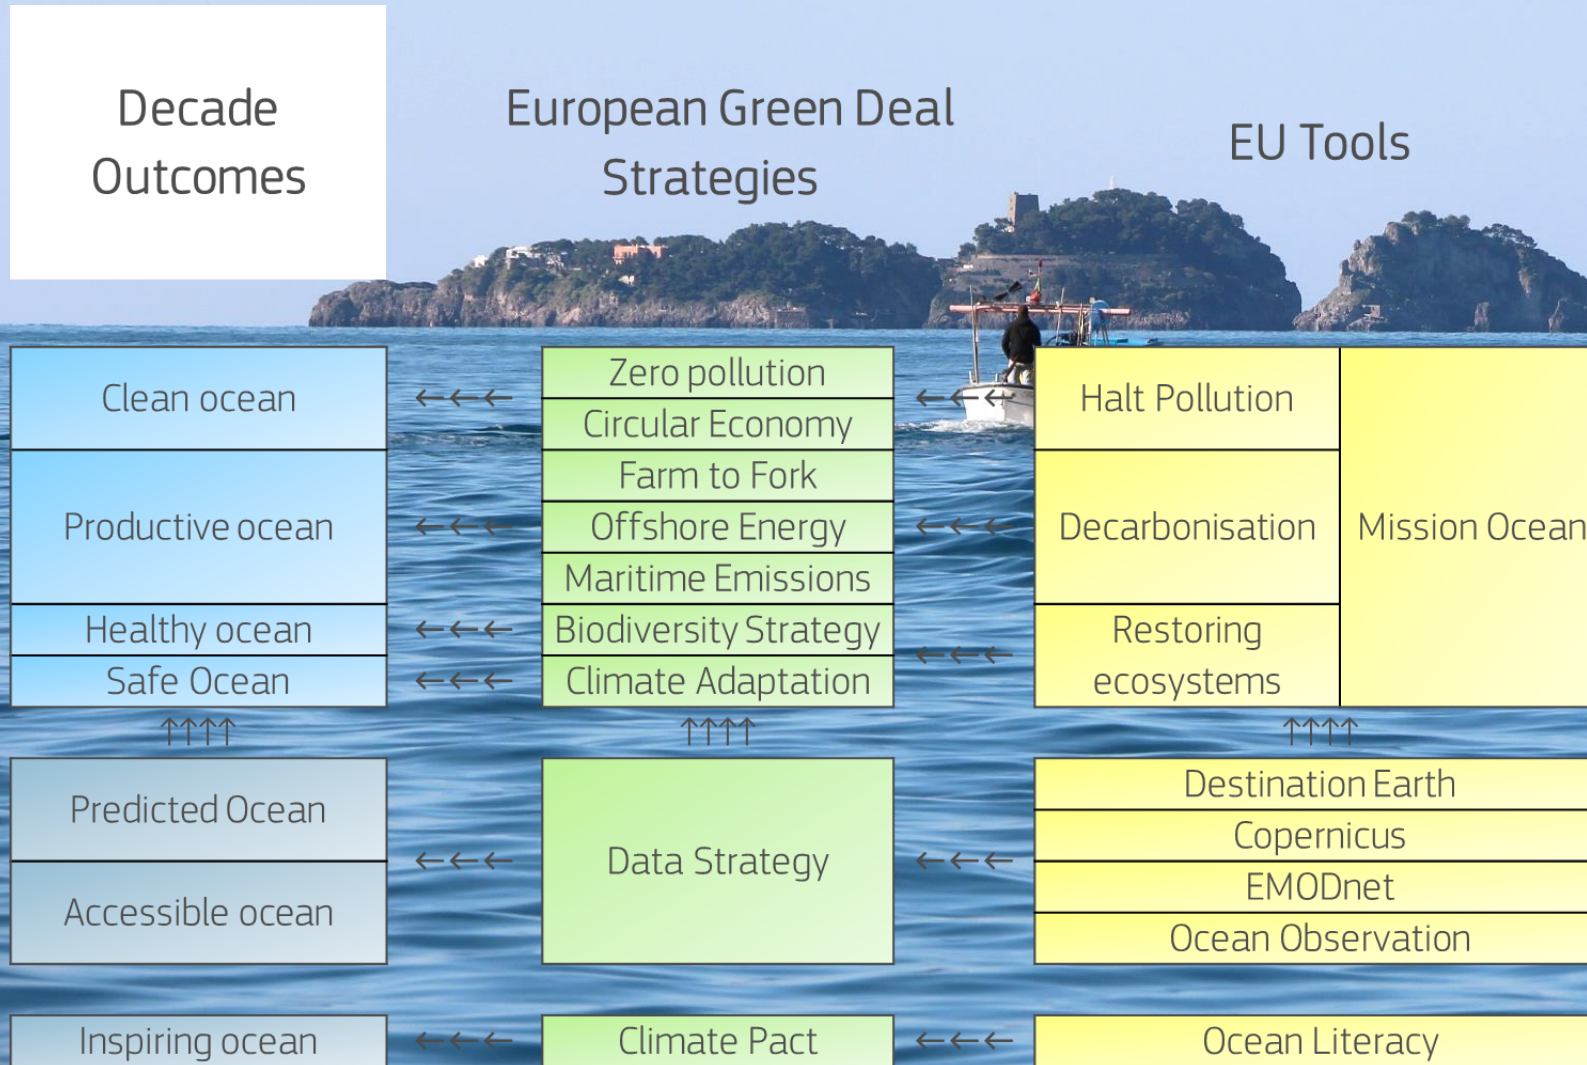 Decade
Outcomes
European Green Deal
Strategies
EU Tools
Clean ocean
←←←
Zero pollution
Circular Economy
←←←
Halt Pollution
Productive ocean
←←←
Farm to Fork
Offshore Energy
Maritime Emissions
←←←
Decarbonisation
Mission Ocean
Healthy ocean
←←←
Biodiversity Strategy
Safe Ocean
←←←
Climate Adaptation
←←←
Restoring
ecosystems
↑↑↑↑
↑↑↑↑
↑↑↑↑
Predicted Ocean
Accessible ocean
←←←
Data Strategy
←←←
Destination Earth
Copernicus
EMODnet
Ocean Observation
Inspiring ocean
←←←
Climate Pact
←←←
Ocean Literacy